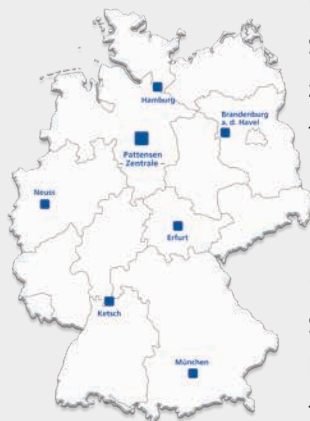 Hamburg
Brandenburg
a. d. Havel
Pattensen
– Zentrale –
Neuss
Erfurt
Ketsch
München